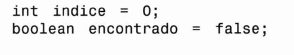 int indice = 0;
boolean encontrado = false;